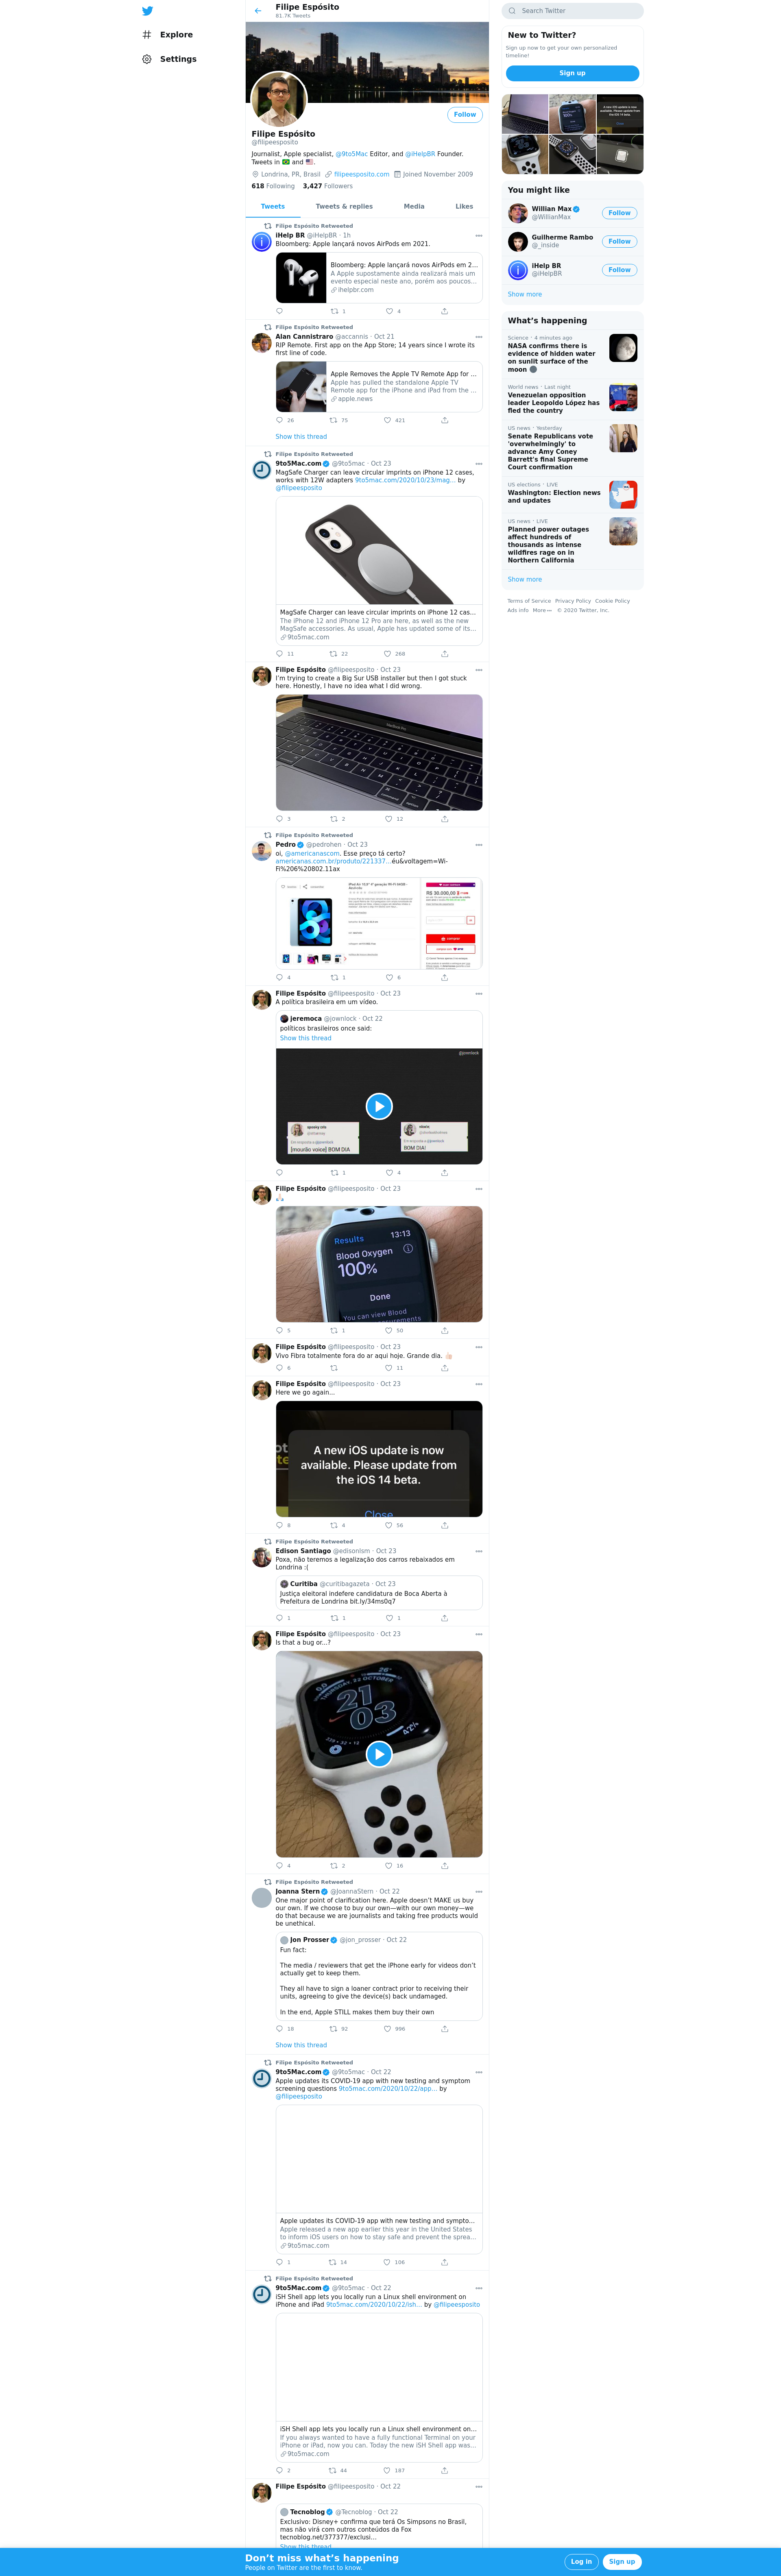 Explore
Settings
Filipe Espósito
81.7K Tweets
Follow
Filipe Espósito
@filipeesposito
Journalist, Apple specialist, @9to5Mac Editor, and @iHelpBR Founder.
Tweets in 🇧🇷 and 🇺🇸.
Londrina, PR, Brasil filipeesposito.com Joined November 2009
618 Following 3,427 Followers
Tweets Tweets & replies Media Likes
Filipe Espósito Retweeted
iHelp BR @iHelpBR · 1h
Bloomberg: Apple lançará novos AirPods em 2021.
Bloomberg: Apple lançará novos AirPods em 2...
A Apple supostamente ainda realizará mais um
evento especial neste ano, porém aos poucos...
ihelpbr.com
1 4
Filipe Espósito Retweeted
Alan Cannistraro @accannis · Oct 21
RIP Remote. First app on the App Store; 14 years since I wrote its
first line of code.
Apple Removes the Apple TV Remote App for ...
Apple has pulled the standalone Apple TV
Remote app for the iPhone and iPad from the ...
apple.news
26 75 421
Show this thread
Filipe Espósito Retweeted
9to5Mac.com @9to5mac · Oct 23
MagSafe Charger can leave circular imprints on iPhone 12 cases,
works with 12W adapters 9to5mac.com/2020/10/23/mag... by
@filipeesposito
MagSafe Charger can leave circular imprints on iPhone 12 cas...
The iPhone 12 and iPhone 12 Pro are here, as well as the new
MagSafe accessories. As usual, Apple has updated some of its...
9to5mac.com
11 22 268
Filipe Espósito @filipeesposito · Oct 23
I'm trying to create a Big Sur USB installer but then I got stuck
here. Honestly, I have no idea what I did wrong.
MacBook Pro
3 2 12
Filipe Espósito Retweeted
Pedro @pedrohen · Oct 23
oi, @americanascom. Esse preço tá certo?
americanas.com.br/produto/221337...éu&voltagem=Wi-
Fi%206%20802.11ax
R$ 30.000,00
4 1 6
Filipe Espósito @filipeesposito · Oct 23
A política brasileira em um vídeo.
jeremoca @jownlock · Oct 22
políticos brasileiros once said:
Show this thread
@jownlock
[mourão voice] BOM DIA
BOM DIA!
1 4
Filipe Espósito @filipeesposito · Oct 23
🙏🏻
Results 13:13
Blood Oxygen
100%
Done
You can view Blood
5 1 50
Filipe Espósito @filipeesposito · Oct 23
Vivo Fibra totalmente fora do ar aqui hoje. Grande dia. 👍🏻
6 11
Filipe Espósito @filipeesposito · Oct 23
Here we go again...
A new iOS update is now
available. Please update from
the iOS 14 beta.
Close
8 4 56
Filipe Espósito Retweeted
Edison Santiago @edisonism · Oct 23
Poxa, não teremos a legalização dos carros rebaixados em
Londrina :(
Curitiba @curitibagazeta · Oct 23
Justiça eleitoral indefere candidatura de Boca Aberta à
Prefeitura de Londrina bit.ly/34ms0q7
1 1 1
Filipe Espósito @filipeesposito · Oct 23
Is that a bug or...?
THURSDAY, 22 OCTOBER
26°
21
03
42%
4 2 16
Filipe Espósito Retweeted
Joanna Stern @JoannaStern · Oct 22
One major point of clarification here. Apple doesn't MAKE us buy
our own. If we choose to buy our own—with our own money—we
do that because we are journalists and taking free products would
be unethical.
Jon Prosser @jon_prosser · Oct 22
Fun fact:
The media / reviewers that get the iPhone early for videos don't
actually get to keep them.
They all have to sign a loaner contract prior to receiving their
units, agreeing to give the device(s) back undamaged.
In the end, Apple STILL makes them buy their own
18 92 996
Show this thread
Filipe Espósito Retweeted
9to5Mac.com @9to5mac · Oct 22
Apple updates its COVID-19 app with new testing and symptom
screening questions 9to5mac.com/2020/10/22/app... by
@filipeesposito
Apple updates its COVID-19 app with new testing and sympto...
Apple released a new app earlier this year in the United States
to inform iOS users on how to stay safe and prevent the sprea...
9to5mac.com
1 14 106
Filipe Espósito Retweeted
9to5Mac.com @9to5mac · Oct 22
iSH Shell app lets you locally run a Linux shell environment on
iPhone and iPad 9to5mac.com/2020/10/22/ish... by @filipeesposito
iSH Shell app lets you locally run a Linux shell environment on...
If you always wanted to have a fully functional Terminal on your
iPhone or iPad, now you can. Today the new iSH Shell app was...
9to5mac.com
2 44 187
Filipe Espósito @filipeesposito · Oct 22
Tecnoblog @Tecnoblog · Oct 22
Exclusivo: Disney+ confirma que terá Os Simpsons no Brasil,
mas não virá com outros conteúdos da Fox
tecnoblog.net/377377/exclusi...
Show this thread
Search Twitter
New to Twitter?
Sign up now to get your own personalized
timeline!
Sign up
You might like
Willian Max
@WillianMax
Follow
Guilherme Rambo
@_inside
Follow
iHelp BR
@iHelpBR
Follow
Show more
What's happening
Science · 4 minutes ago
NASA confirms there is
evidence of hidden water
on sunlit surface of the
moon 🌑
World news · Last night
Venezuelan opposition
leader Leopoldo López has
fled the country
US news · Yesterday
Senate Republicans vote
'overwhelmingly' to
advance Amy Coney
Barrett's final Supreme
Court confirmation
US elections · LIVE
Washington: Election news
and updates
US news · LIVE
Planned power outages
affect hundreds of
thousands as intense
wildfires rage on in
Northern California
Show more
Terms of Service Privacy Policy Cookie Policy
Ads info More © 2020 Twitter, Inc.
Don't miss what's happening
People on Twitter are the first to know.
Log in Sign up